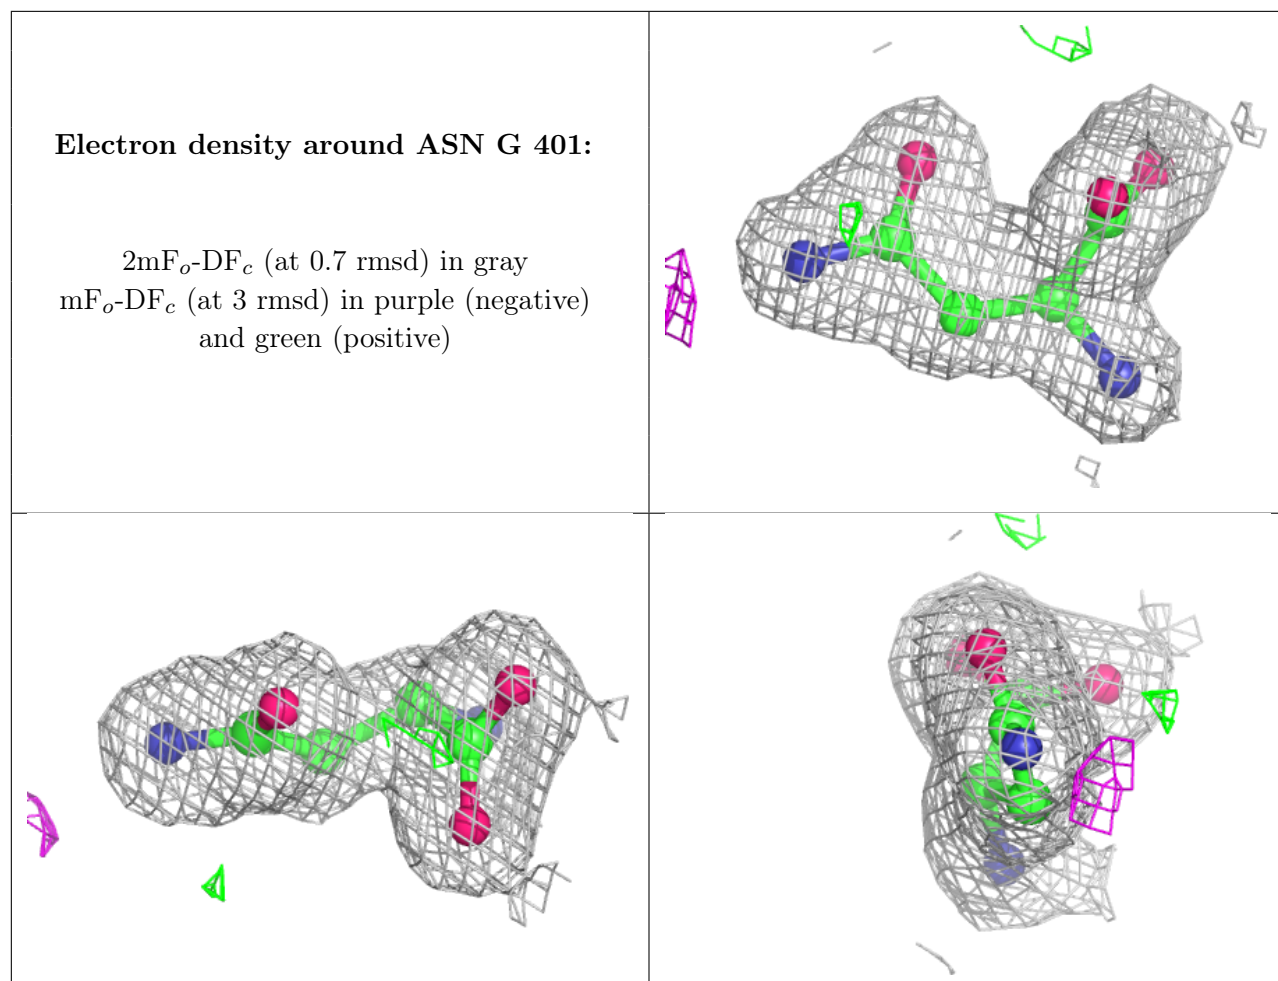 Electron density around ASN G 401:
2mFo-DFc (at 0.7 rmsd) in gray
mFo-DFc (at 3 rmsd) in purple (negative)
and green (positive)